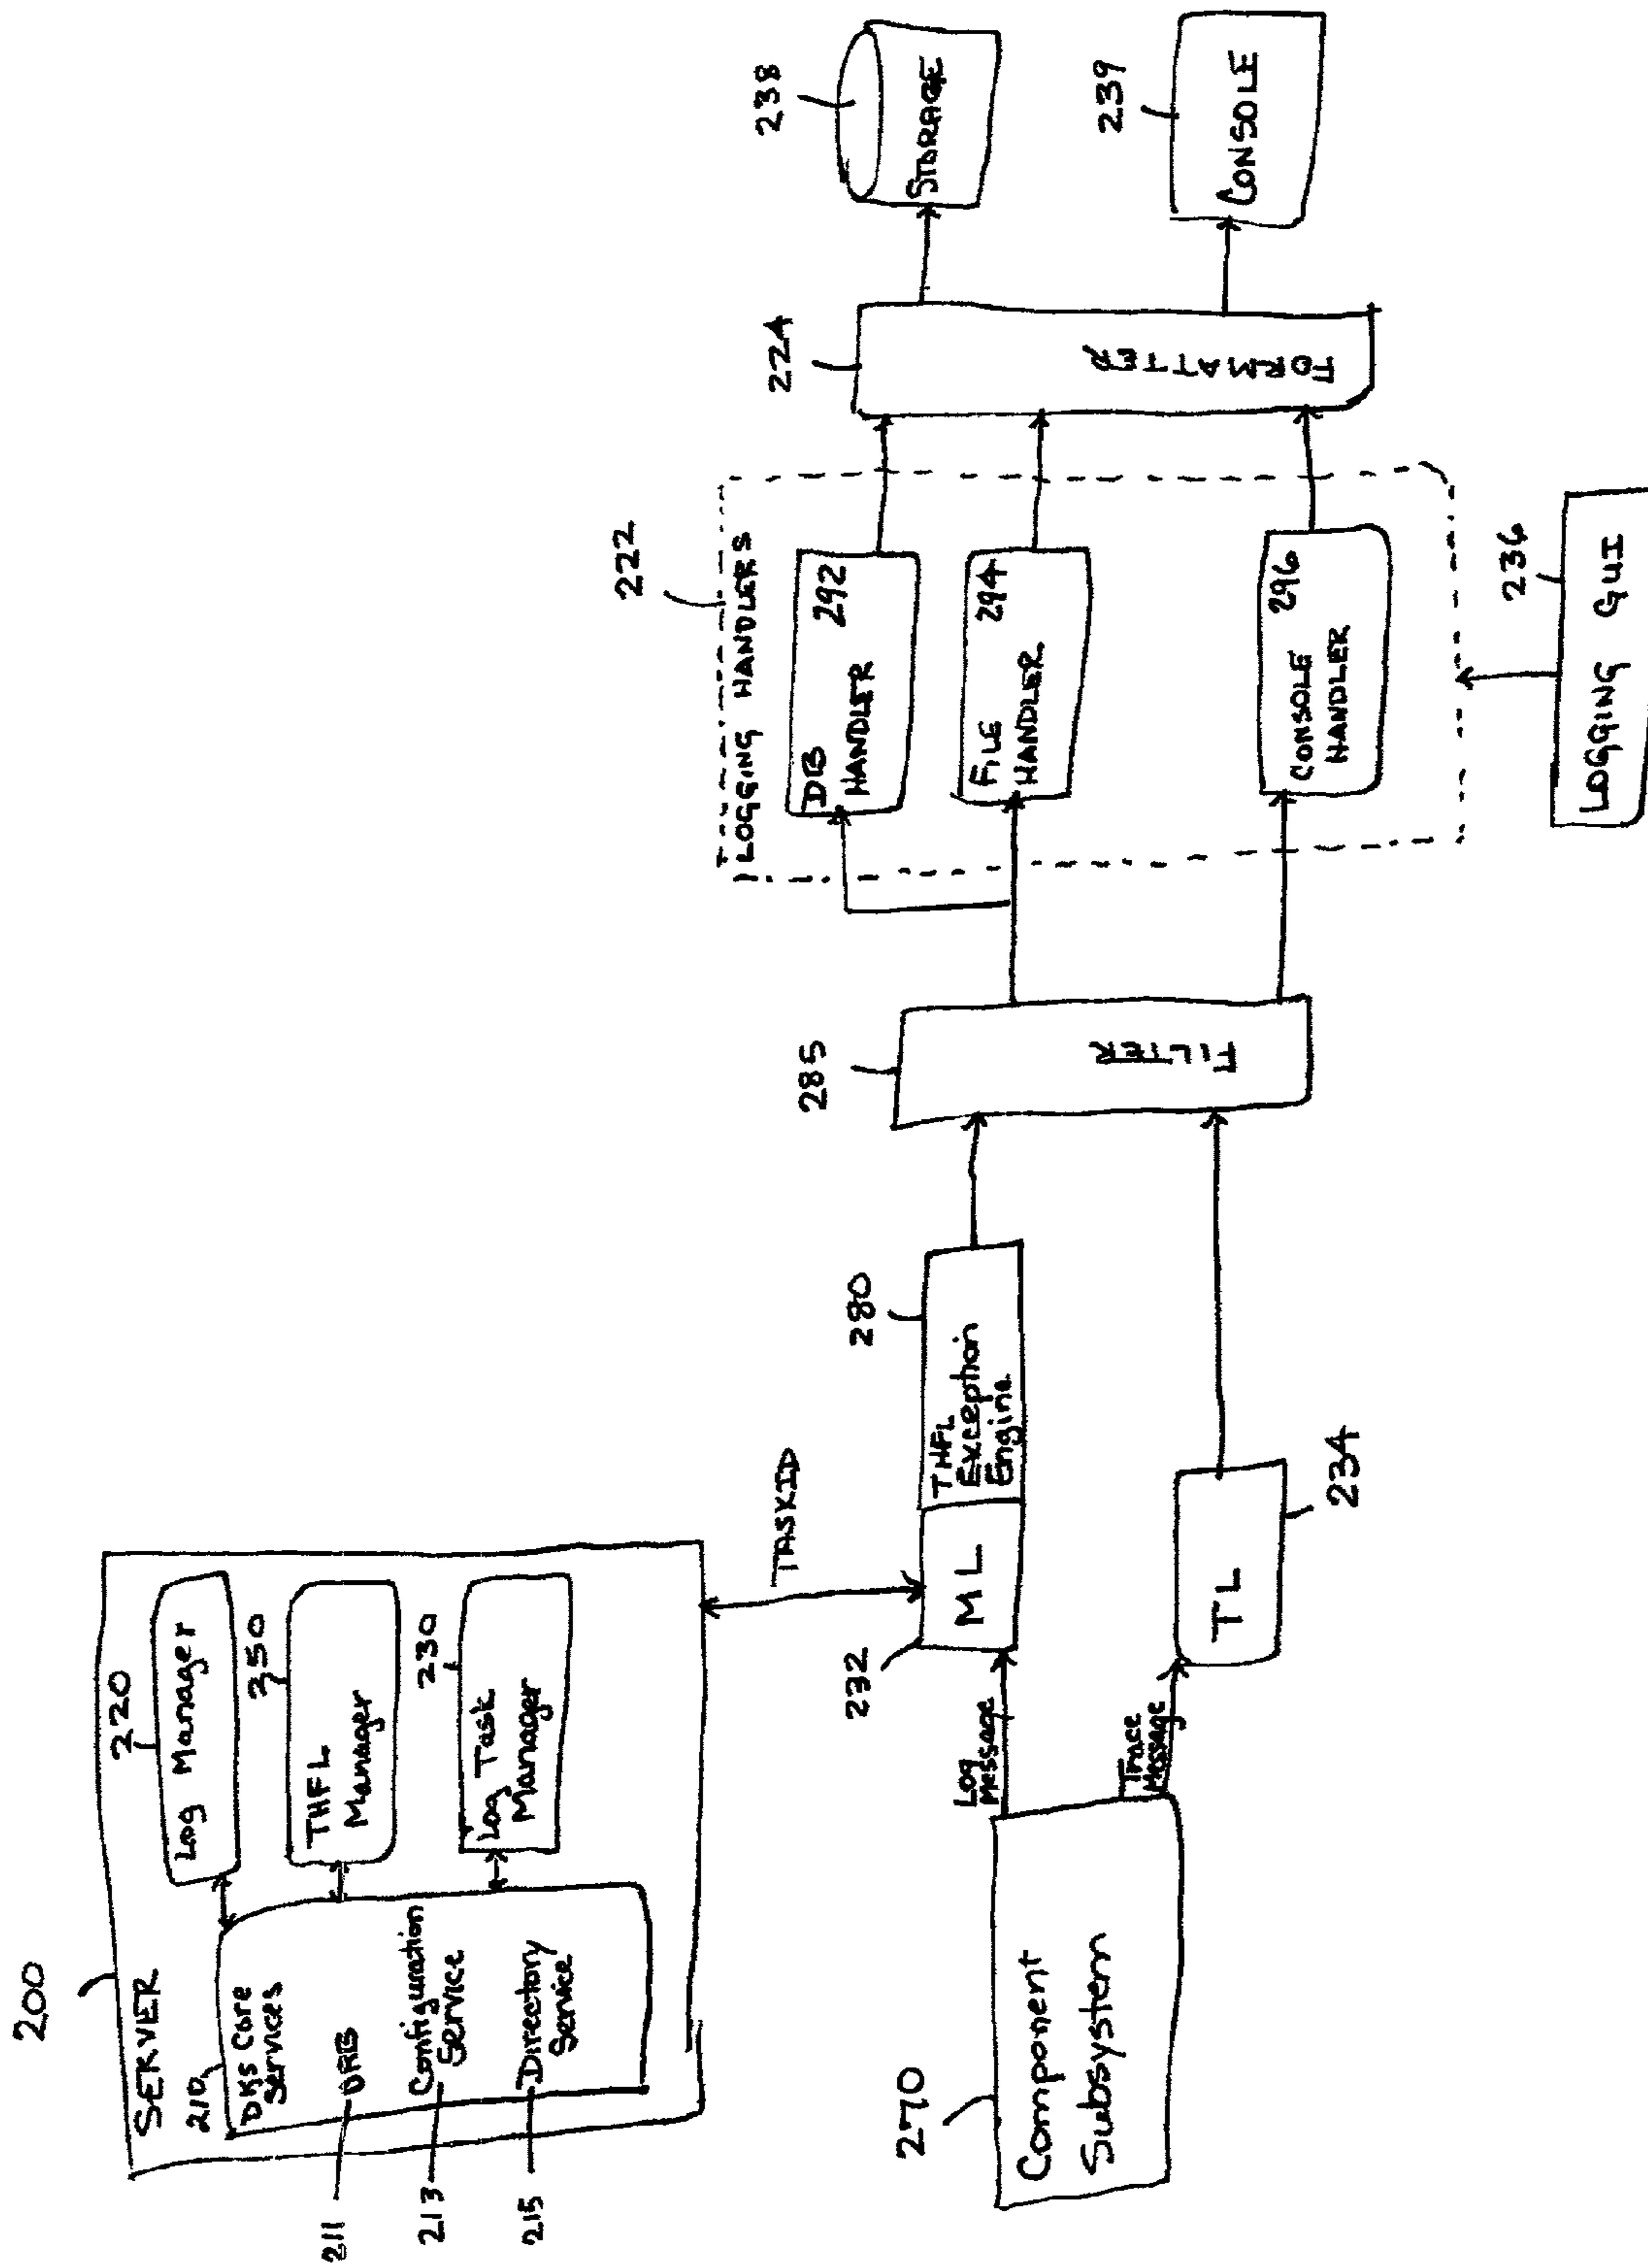 200
SERVER
210
DKS Core
Services
211
ORB
213
Configuration
Service
215
Directory
Service
220
Log Manager
THFL
Manager
230
Log Task
Manager
TASKID
222
LOGGING HANDLERS
DB 292
HANDLER
FILE 294
HANDLER
296
CONSOLE
HANDLER
224
FORMATTER
238
STORAGE
239
CONSOLE
285
FILTER
280
THFL
Exception
Engine
232
ML
270
Component
Subsystem
Log
Message
Trace
Message
TL
234
236
LOGGING GUI